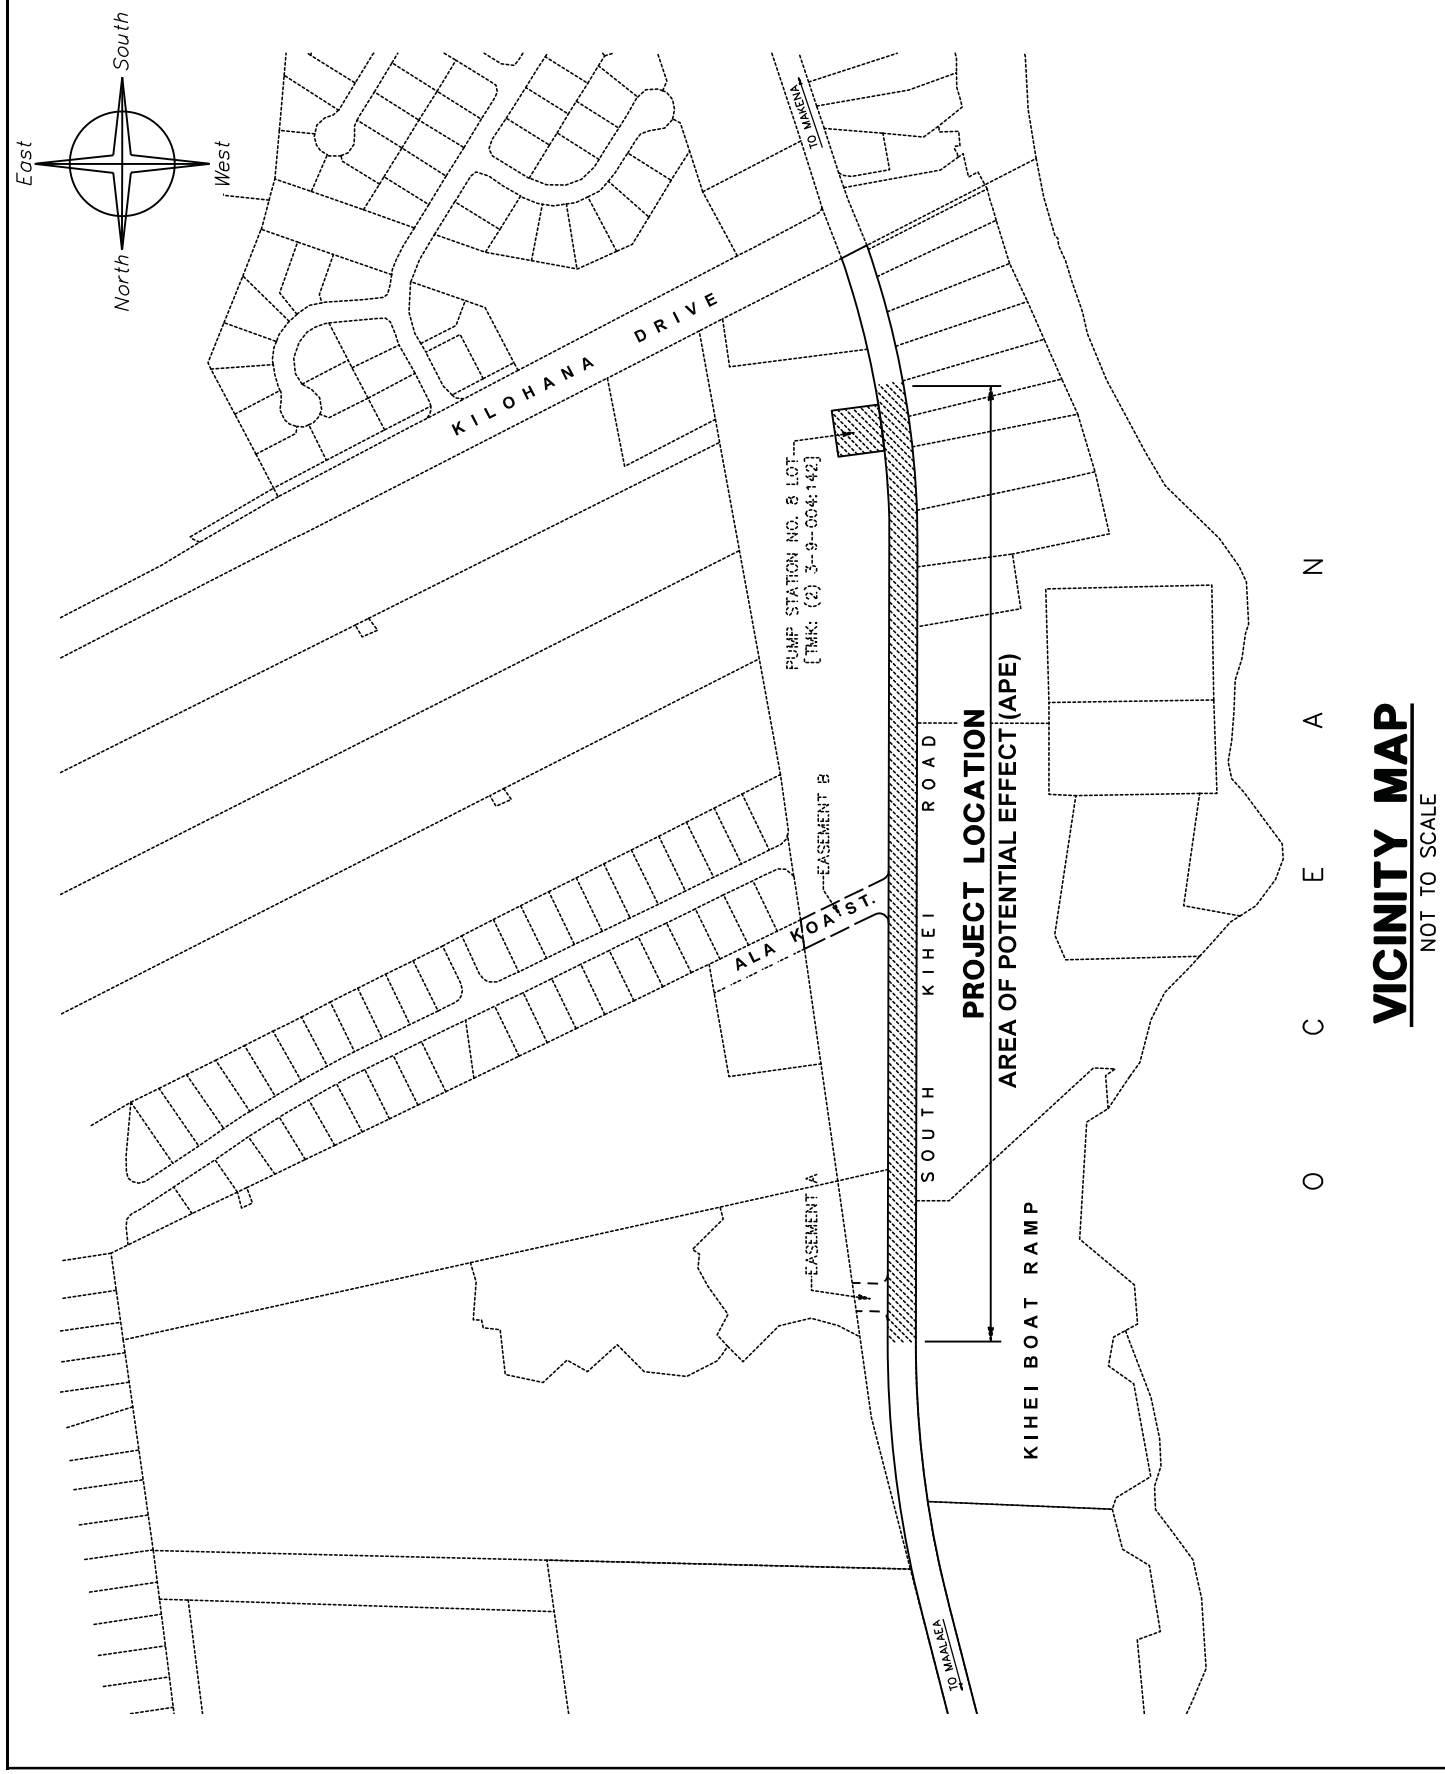 East
South
North
West
TO MAKENA
KILOHANA DRIVE
PUMP STATION NO. 8 LOT
[TMK: (2) 3-9-004:142]
EASEMENT B
ALA KOA ST.
SOUTH KIHEI ROAD
PROJECT LOCATION
AREA OF POTENTIAL EFFECT (APE)
EASEMENT A
KIHEI BOAT RAMP
TO MAALAEA
OCEAN
VICINITY MAP
NOT TO SCALE